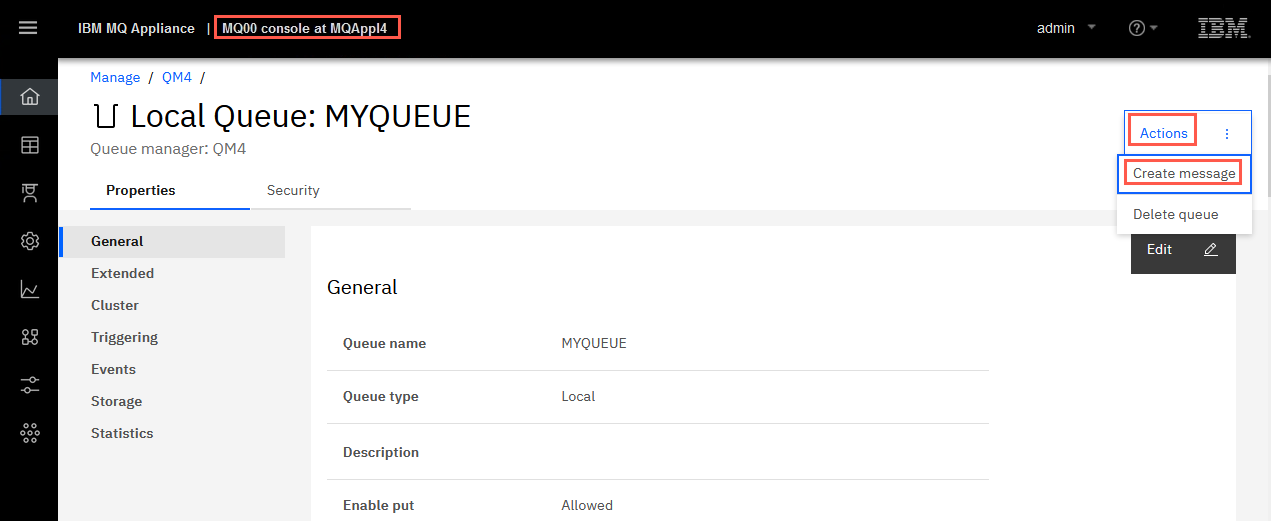 IBM MQ Appliance | MQ00 console at MQAppl4 admin IBM
Manage / QM4 /
Local Queue: MYQUEUE
Queue manager: QM4
Actions
Create message
Delete queue
Properties Security
Edit
General
Extended
Cluster
Triggering
Events
Storage
Statistics
General
Queue name MYQUEUE
Queue type Local
Description
Enable put Allowed